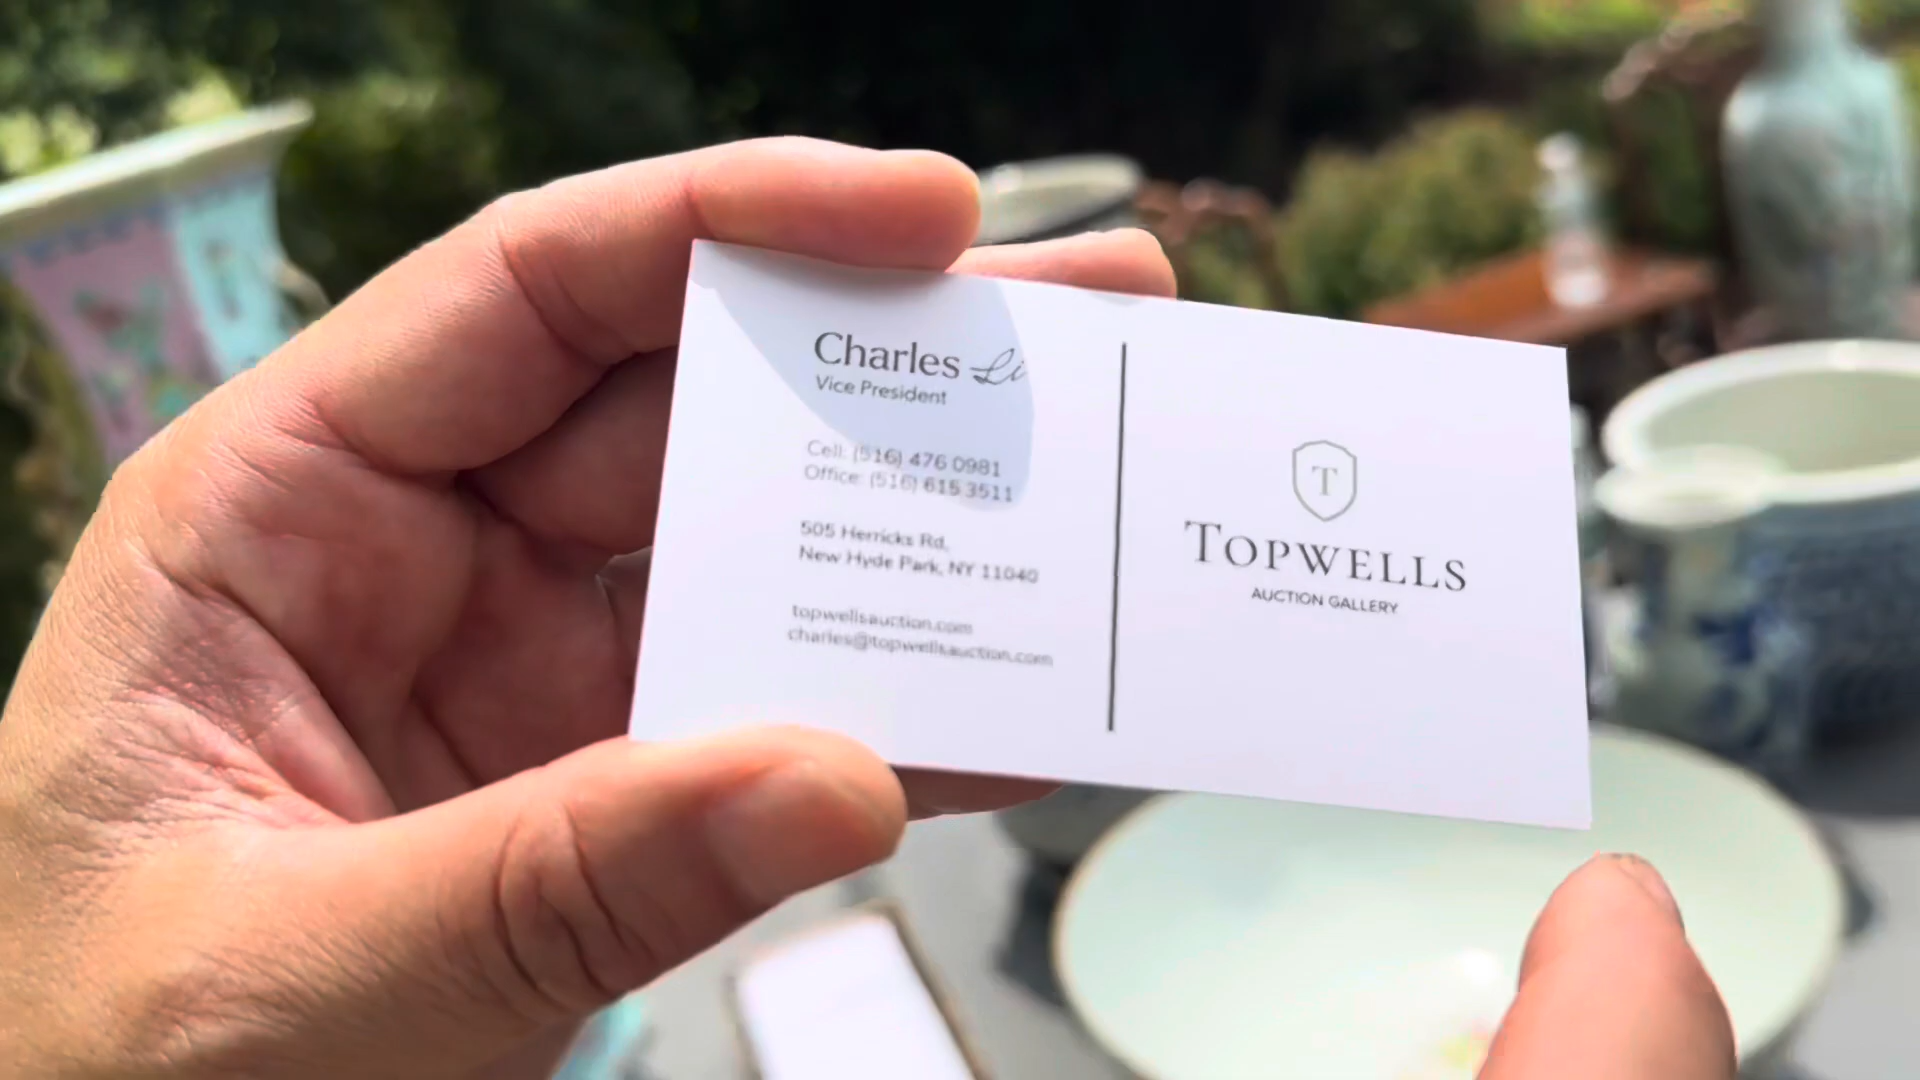 Charles Li
Vice President
Cell: (516) 476 0981
Office: (516) 615 3511
505 Herricks Rd,
New Hyde Park, NY 11040
topwellsauction.com
charles@topwellsauction.com
T
TOPWELLS
AUCTION GALLERY